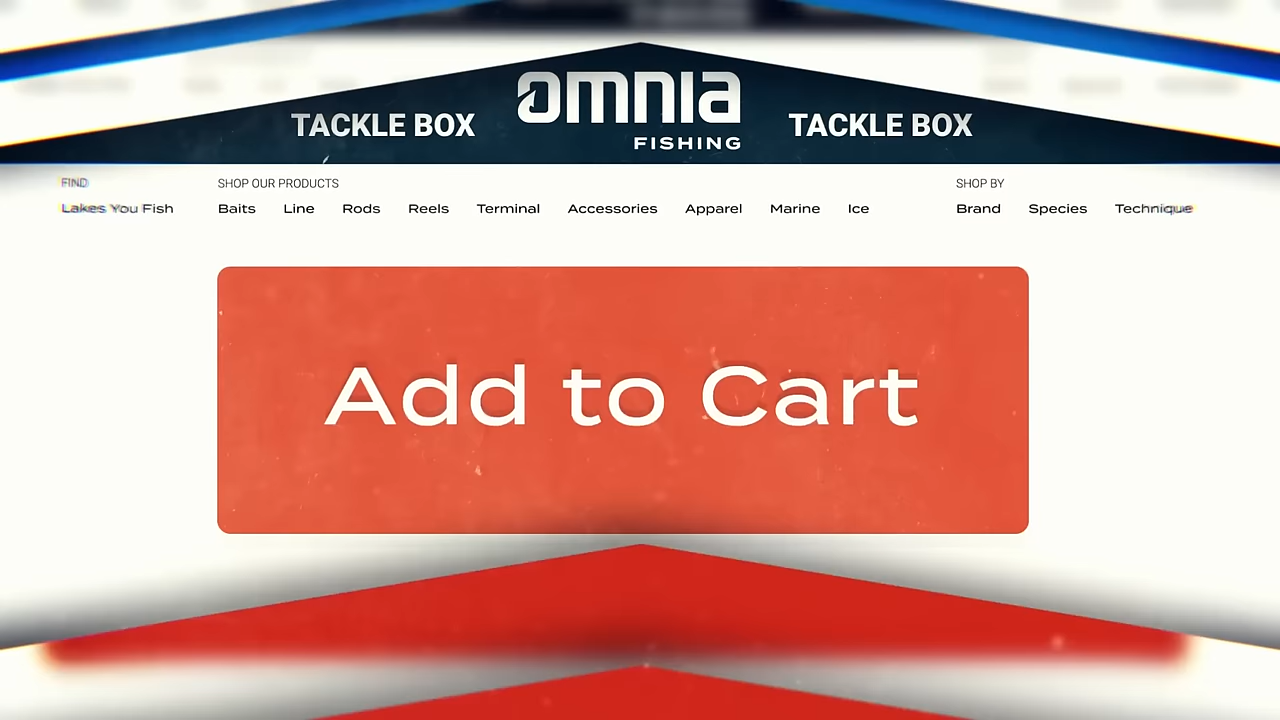 omnia
TACKLE BOX TACKLE BOX
FISHING
FIND SHOP OUR PRODUCTS SHOP BY
Lakes You Fish Baits Line Rods Reels Terminal Accessories Apparel Marine Ice Brand Species Technique
Add to Cart